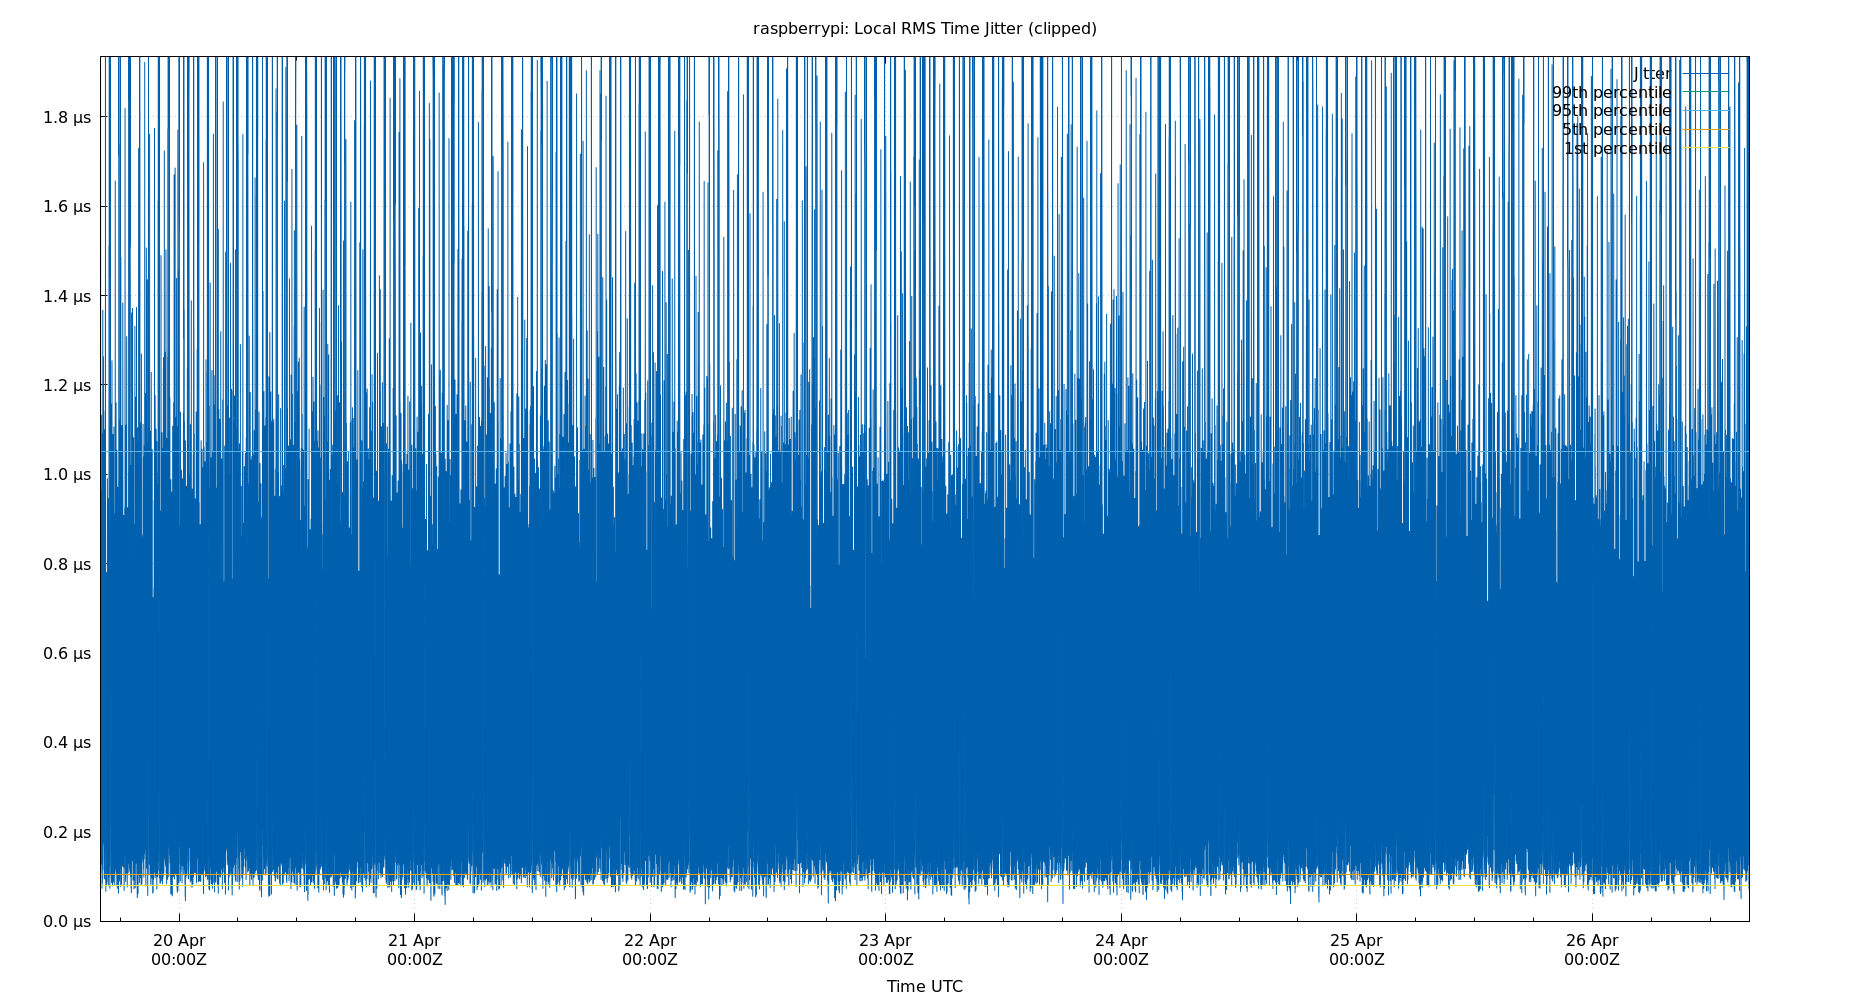 raspberrypi: Local RMS Time Jitter (clipped)
Jitter
99th percentile
95th percentile
5th percentile
1st percentile
1.8 µs
1.6 µs
1.4 µs
1.2 µs
1.0 µs
0.8 µs
0.6 µs
0.4 µs
0.2 µs
0.0 µs
20 Apr 21 Apr 22 Apr 23 Apr 24 Apr 25 Apr 26 Apr
00:00Z 00:00Z 00:00Z 00:00Z 00:00Z 00:00Z 00:00Z
Time UTC